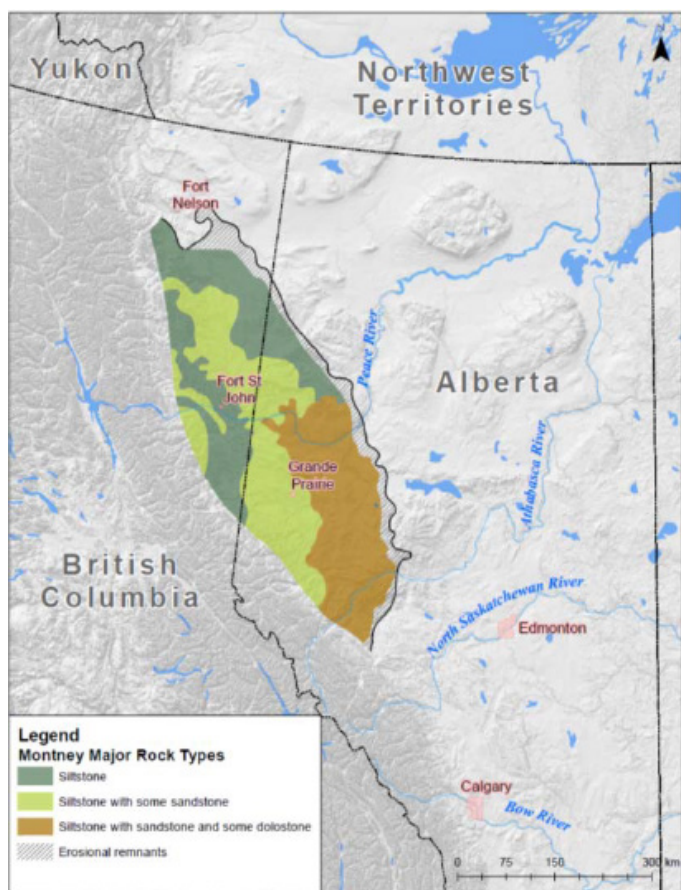 Yukon
Northwest
Territories
Fort
Nelson
Peace River
Fort St
John
Alberta
Grande
Prairie
Athabasca River
British
Columbia
North Saskatchewan River
Edmonton
Legend
Montney Major Rock Types
Siltstone
Siltstone with some sandstone
Siltstone with sandstone and some dolostone
Erosional remnants
Calgary
Bow River
0 75 150 300 km